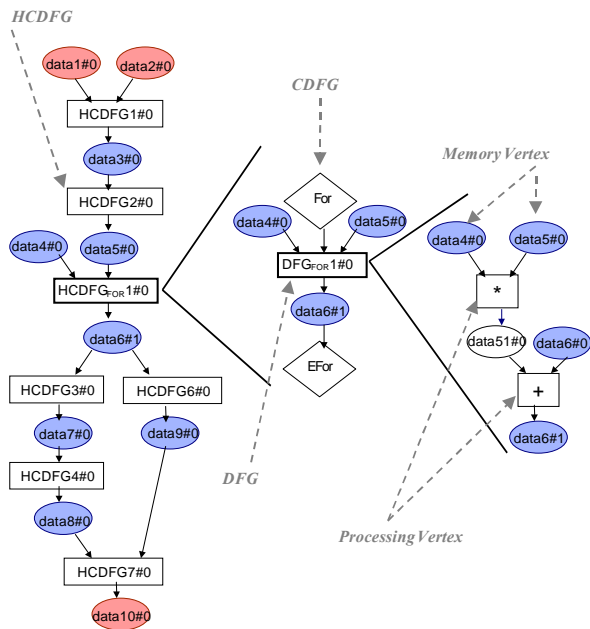 HCDFG
data1#0
data2#0
HCDFG1#0
data3#0
HCDFG2#0
data4#0
data5#0
HCDFGFOR1#0
data6#1
HCDFG3#0
HCDFG6#0
data7#0
data9#0
HCDFG4#0
data8#0
HCDFG7#0
data10#0
CDFG
For
data4#0
data5#0
DFGFOR1#0
data6#1
EFor
DFG
Memory Vertex
data4#0
data5#0
*
data51#0
data6#0
+
data6#1
Processing Vertex